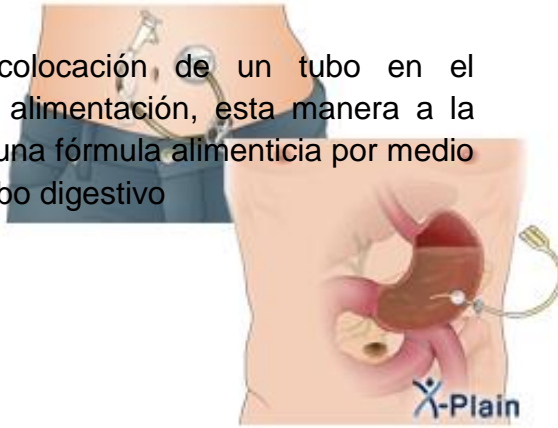 colocación de un tubo en el
alimentación, esta manera a la
una fórmula alimenticia por medio
bo digestivo
X-Plain